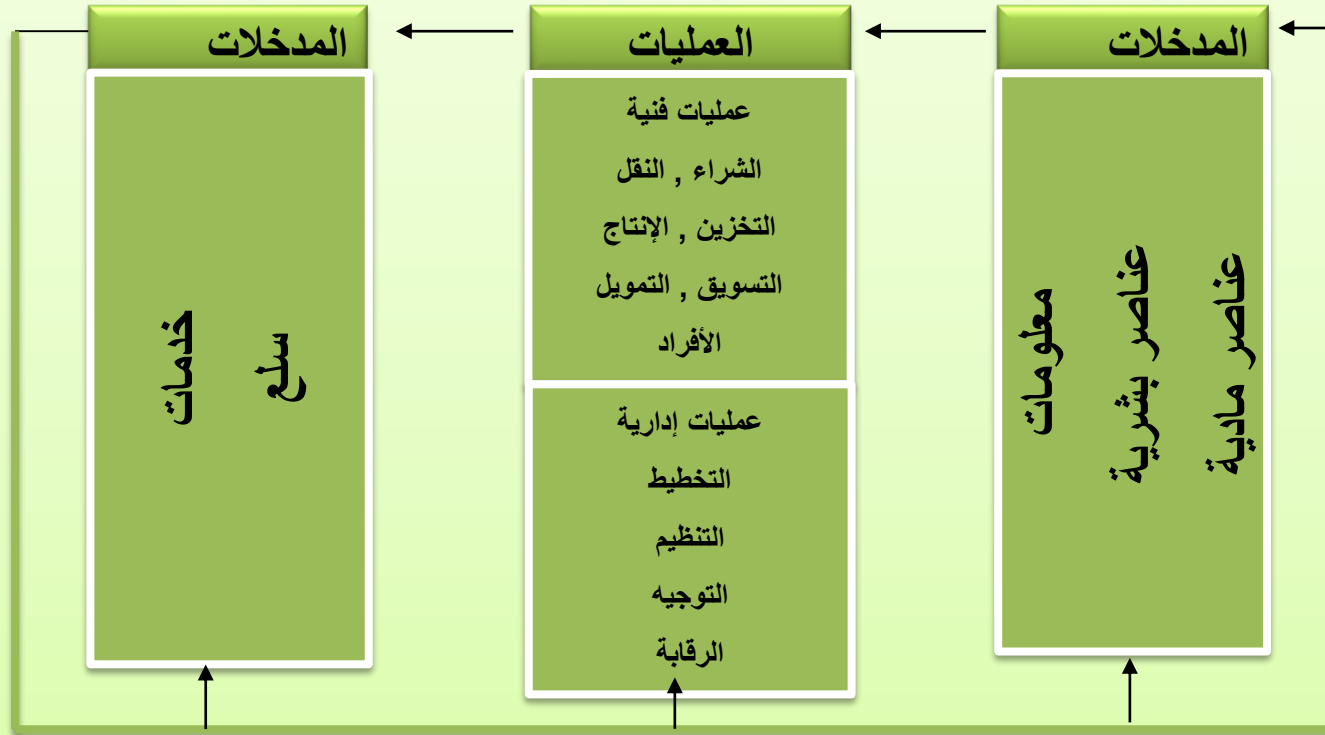 المدخلات
عناصر مادية
عناصر بشرية
معلومات
العمليات
عمليات فنية
الشراء , النقل
التخزين , الإنتاج
التسويق , التمويل
الأفراد
عمليات إدارية
التخطيط
التنظيم
التوجيه
الرقابة
المدخلات
سلع
خدمات